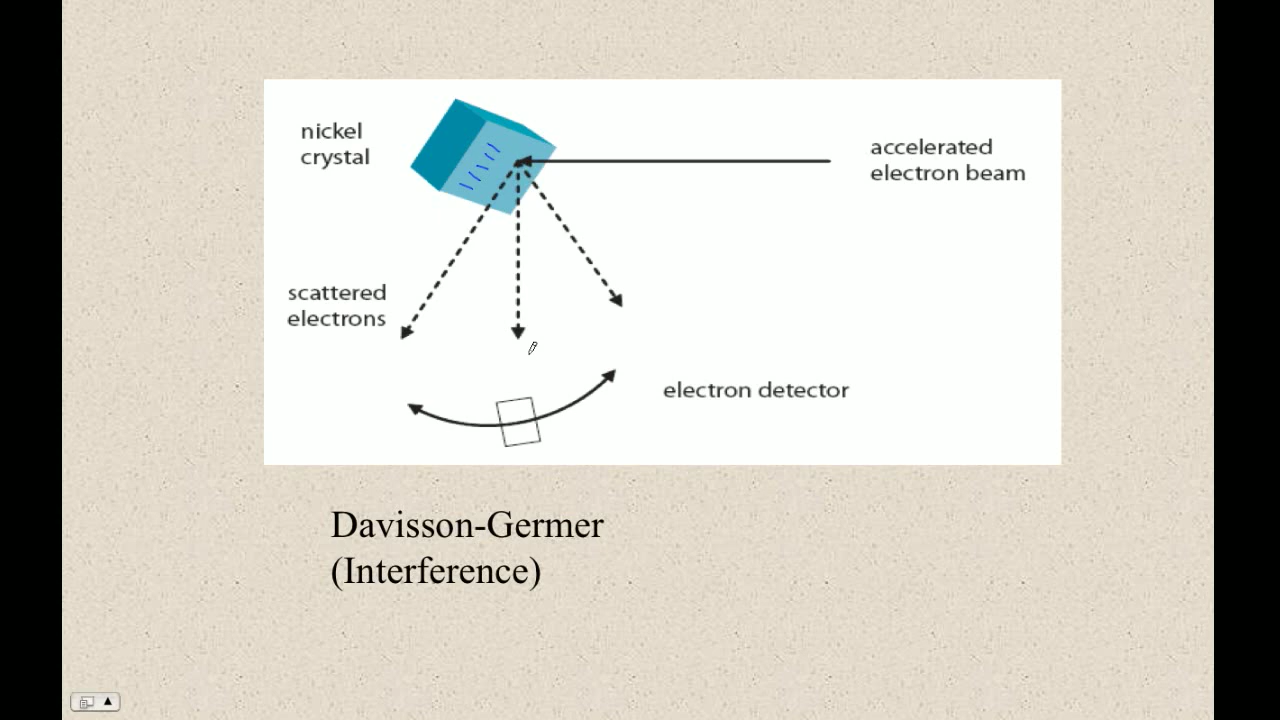 nickel
crystal
accelerated
electron beam
scattered
electrons
electron detector
Davisson-Germer
(Interference)